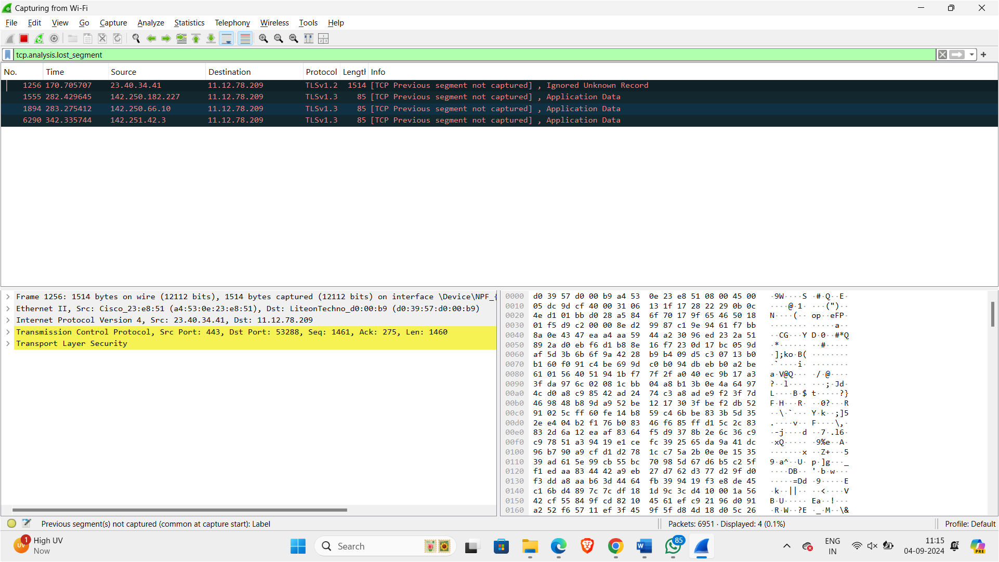 Capturing from Wi-Fi
File Edit View Go Capture Analyze Statistics Telephony Wireless Tools Help
tcp.analysis.lost_segment
No. Time Source Destination Protocol Length Info
1256 170.705707 23.40.34.41 11.12.78.209 TLSv1.2 1514 [TCP Previous segment not captured] , Ignored Unknown Record
1555 282.429645 142.250.182.227 11.12.78.209 TLSv1.3 85 [TCP Previous segment not captured] , Application Data
1894 283.275412 142.250.66.10 11.12.78.209 TLSv1.3 85 [TCP Previous segment not captured] , Application Data
6290 342.335744 142.251.42.3 11.12.78.209 TLSv1.3 85 [TCP Previous segment not captured] , Application Data
Frame 1256: 1514 bytes on wire (12112 bits), 1514 bytes captured (12112 bits) on interface \Device\NPF_{
Ethernet II, Src: Cisco_23:e8:51 (a4:53:0e:23:e8:51), Dst: LiteonTechno_d0:00:b9 (d0:39:57:d0:00:b9)
Internet Protocol Version 4, Src: 23.40.34.41, Dst: 11.12.78.209
Transmission Control Protocol, Src Port: 443, Dst Port: 53288, Seq: 1461, Ack: 275, Len: 1460
Transport Layer Security
0000 d0 39 57 d0 00 b9 a4 53 0e 23 e8 51 08 00 45 00 ·9W····S ·#·Q··E·
0010 05 dc 9d cf 40 00 31 06 13 1f 17 28 22 29 0b 0c ····@·1· ···(")··
0020 4e d1 01 bb d0 28 a5 84 6f 70 17 9f 65 46 50 18 N····(·· op··eFP·
0030 01 f5 d9 c2 00 00 8e d2 99 87 c1 9e 94 61 f7 bb ········ ·····a··
0040 8a 0e 43 47 ea a4 aa 59 44 a2 30 96 ed 23 2a 51 ··CG···Y D·0··#*Q
0050 89 2a d0 eb f6 d1 b8 8e 16 f7 23 0d 17 bc 05 9d ·*······ ··#·····
0060 af 5d 3b 6b 6f 9a 42 28 b9 b4 09 d5 c3 07 13 b0 ·];ko·B( ········
0070 b1 60 f0 91 c4 be 69 9d c0 b0 94 db eb b0 a2 be ·`····i· ········
0080 61 01 56 40 51 94 1b f7 7f 2f a0 40 ec 9b 17 a3 a·V@Q··· ·/·@····
0090 3f da 97 6c 02 08 1c bb 04 a8 b1 3b 0e 4a 64 97 ?··l···· ···;·Jd·
00a0 4c d0 a8 c9 85 42 ad 24 74 c3 a8 ad e9 f2 3f 7d L····B·$ t·····?}
00b0 46 98 48 b8 9d a9 52 be 12 17 30 3f be f2 db 52 F·H···R· ··0?···R
00c0 91 02 5c ff 60 fe 14 b8 59 c4 6b be 83 3b 5d 35 ··\·`··· Y·k··;]5
00d0 2e e4 04 b2 f1 76 b0 83 46 f6 85 ff d1 5c 2c 83 .····v·· F····\,·
00e0 83 2d 6a 12 ea af 83 64 f5 d9 37 8b 2e 6c 36 c9 ·-j····d ··7·.l6·
00f0 c9 78 51 a3 94 19 e1 ce fc 39 25 65 da 9a 41 dc ·xQ····· ·9%e··A·
0100 96 b7 90 a9 cf d1 d2 78 1c c7 5a 2b 0e 0e 15 35 ·······x ··Z+···5
0110 39 ad 61 5e 99 cb 55 bc 70 98 5d 67 d6 b5 c2 5f 9·a^··U· p·]g···_
0120 f1 ed aa 83 44 42 a9 eb 27 d7 62 d3 77 d2 9f d0 ····DB·· '·b·w···
0130 f3 dd a8 aa b6 3d 44 64 fb 39 94 19 f3 e8 de 45 ·····=Dd ·9·····E
0140 c1 6b d4 89 7c 7c df 18 1d 9c 3c d4 10 00 1a 56 ·k··||·· ··<····V
0150 42 cf 55 84 9f cd 82 10 45 61 ef c9 21 96 d0 91 B·U····· Ea··!···
0160 a2 52 f6 57 11 ef 3f 45 9f 5f d8 4d 18 d0 5c 26 ·R·W··?E ·_·M··\&
Previous segment(s) not captured (common at capture start): Label
Packets: 6951 · Displayed: 4 (0.1%)
Profile: Default
UV
1
High UV
Now
Search
85
PRE
ENG
IN
11:15
04-09-2024